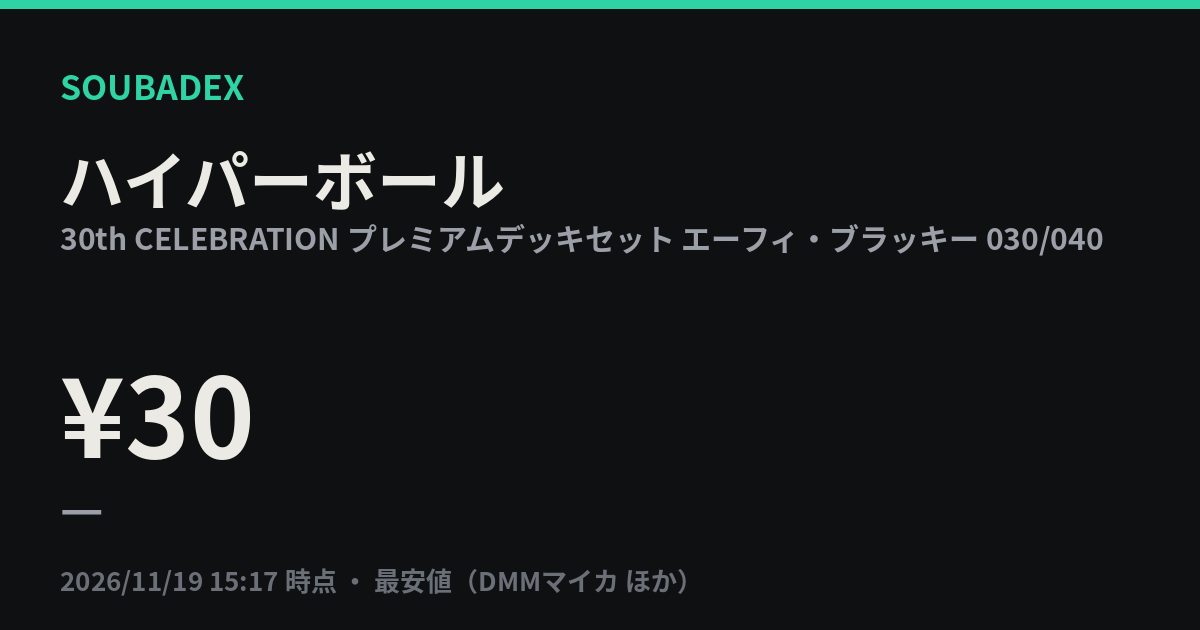 SOUBADEX
ハイパーボール
30th CELEBRATION プレミアムデッキセット エーフィ・ブラッキー 030/040
¥30
—
2026/11/19 15:17 時点 ・ 最安値（DMMマイカ ほか）